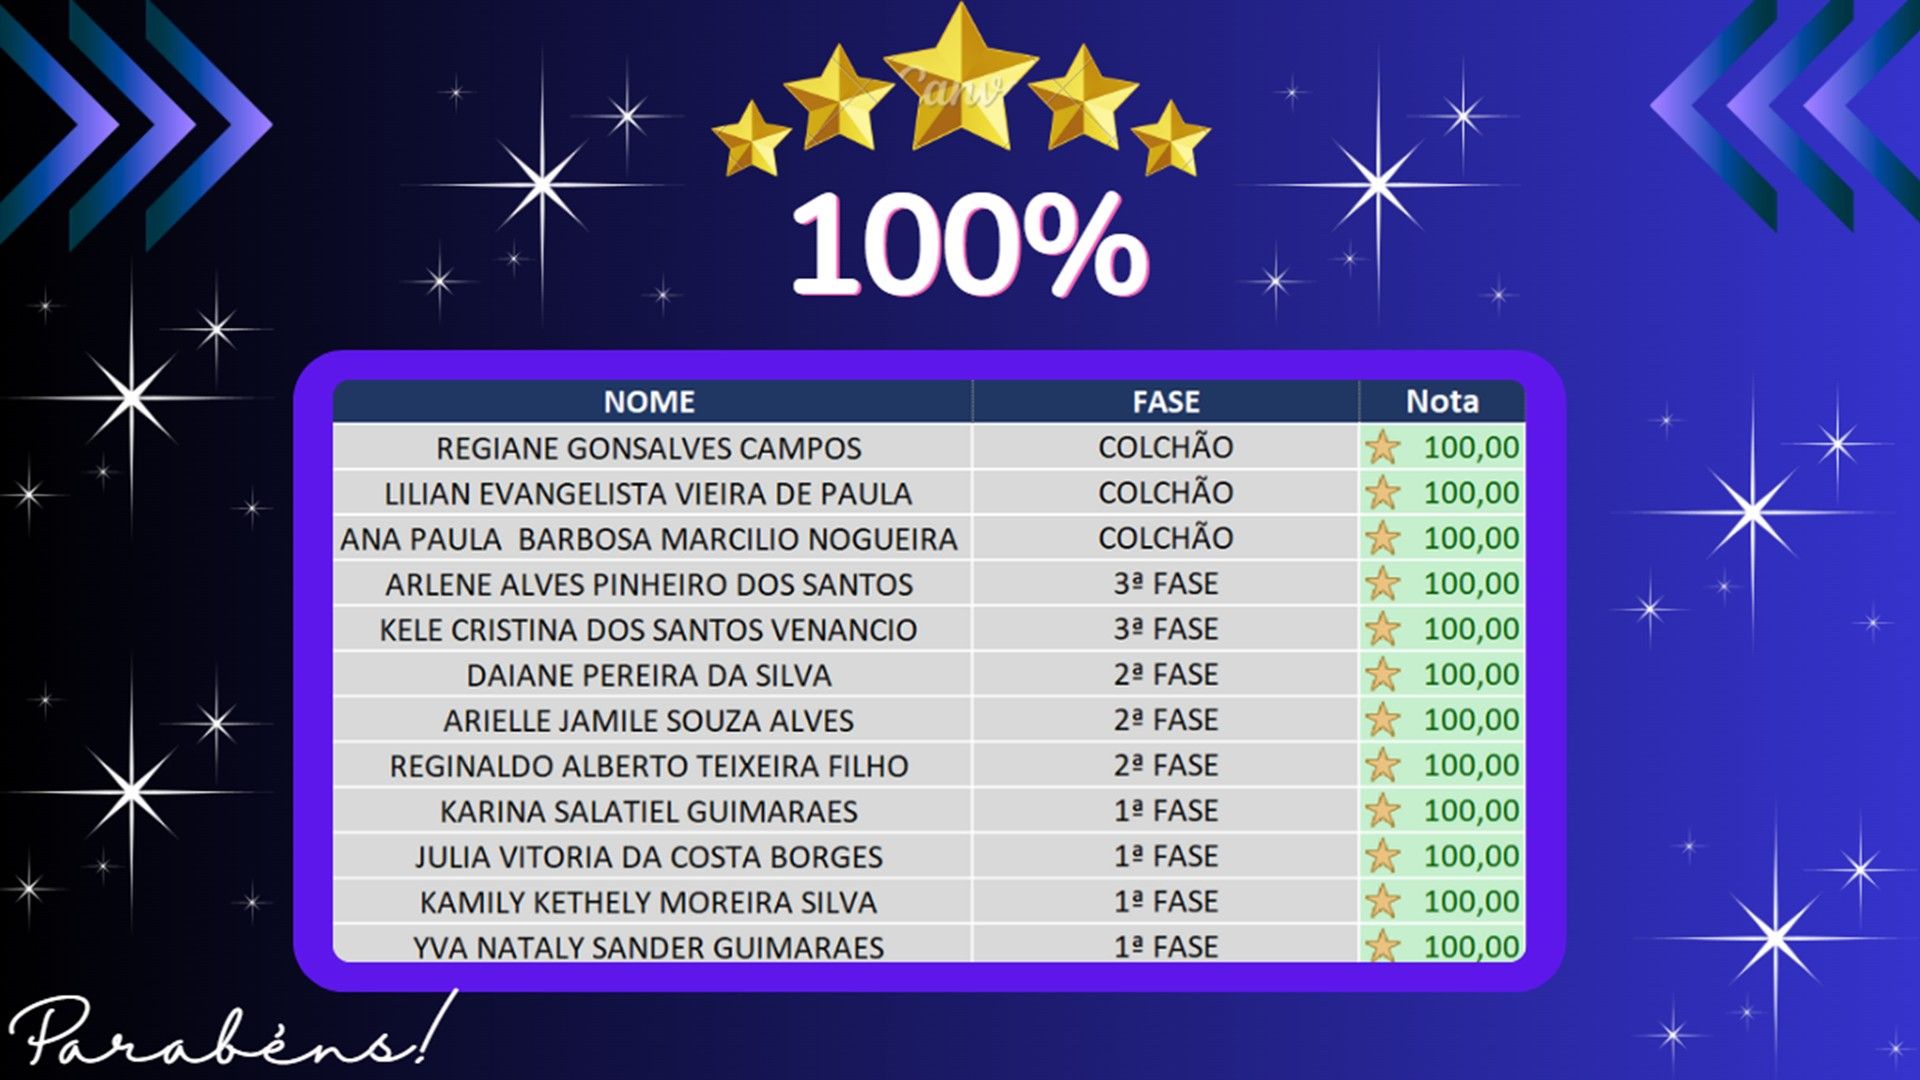 Canv
100%
NOME FASE Nota
REGIANE GONSALVES CAMPOS COLCHÃO 100,00
LILIAN EVANGELISTA VIEIRA DE PAULA COLCHÃO 100,00
ANA PAULA  BARBOSA MARCILIO NOGUEIRA COLCHÃO 100,00
ARLENE ALVES PINHEIRO DOS SANTOS 3ª FASE 100,00
KELE CRISTINA DOS SANTOS VENANCIO 3ª FASE 100,00
DAIANE PEREIRA DA SILVA 2ª FASE 100,00
ARIELLE JAMILE SOUZA ALVES 2ª FASE 100,00
REGINALDO ALBERTO TEIXEIRA FILHO 2ª FASE 100,00
KARINA SALATIEL GUIMARAES 1ª FASE 100,00
JULIA VITORIA DA COSTA BORGES 1ª FASE 100,00
KAMILY KETHELY MOREIRA SILVA 1ª FASE 100,00
YVA NATALY SANDER GUIMARAES 1ª FASE 100,00
Parabéns!